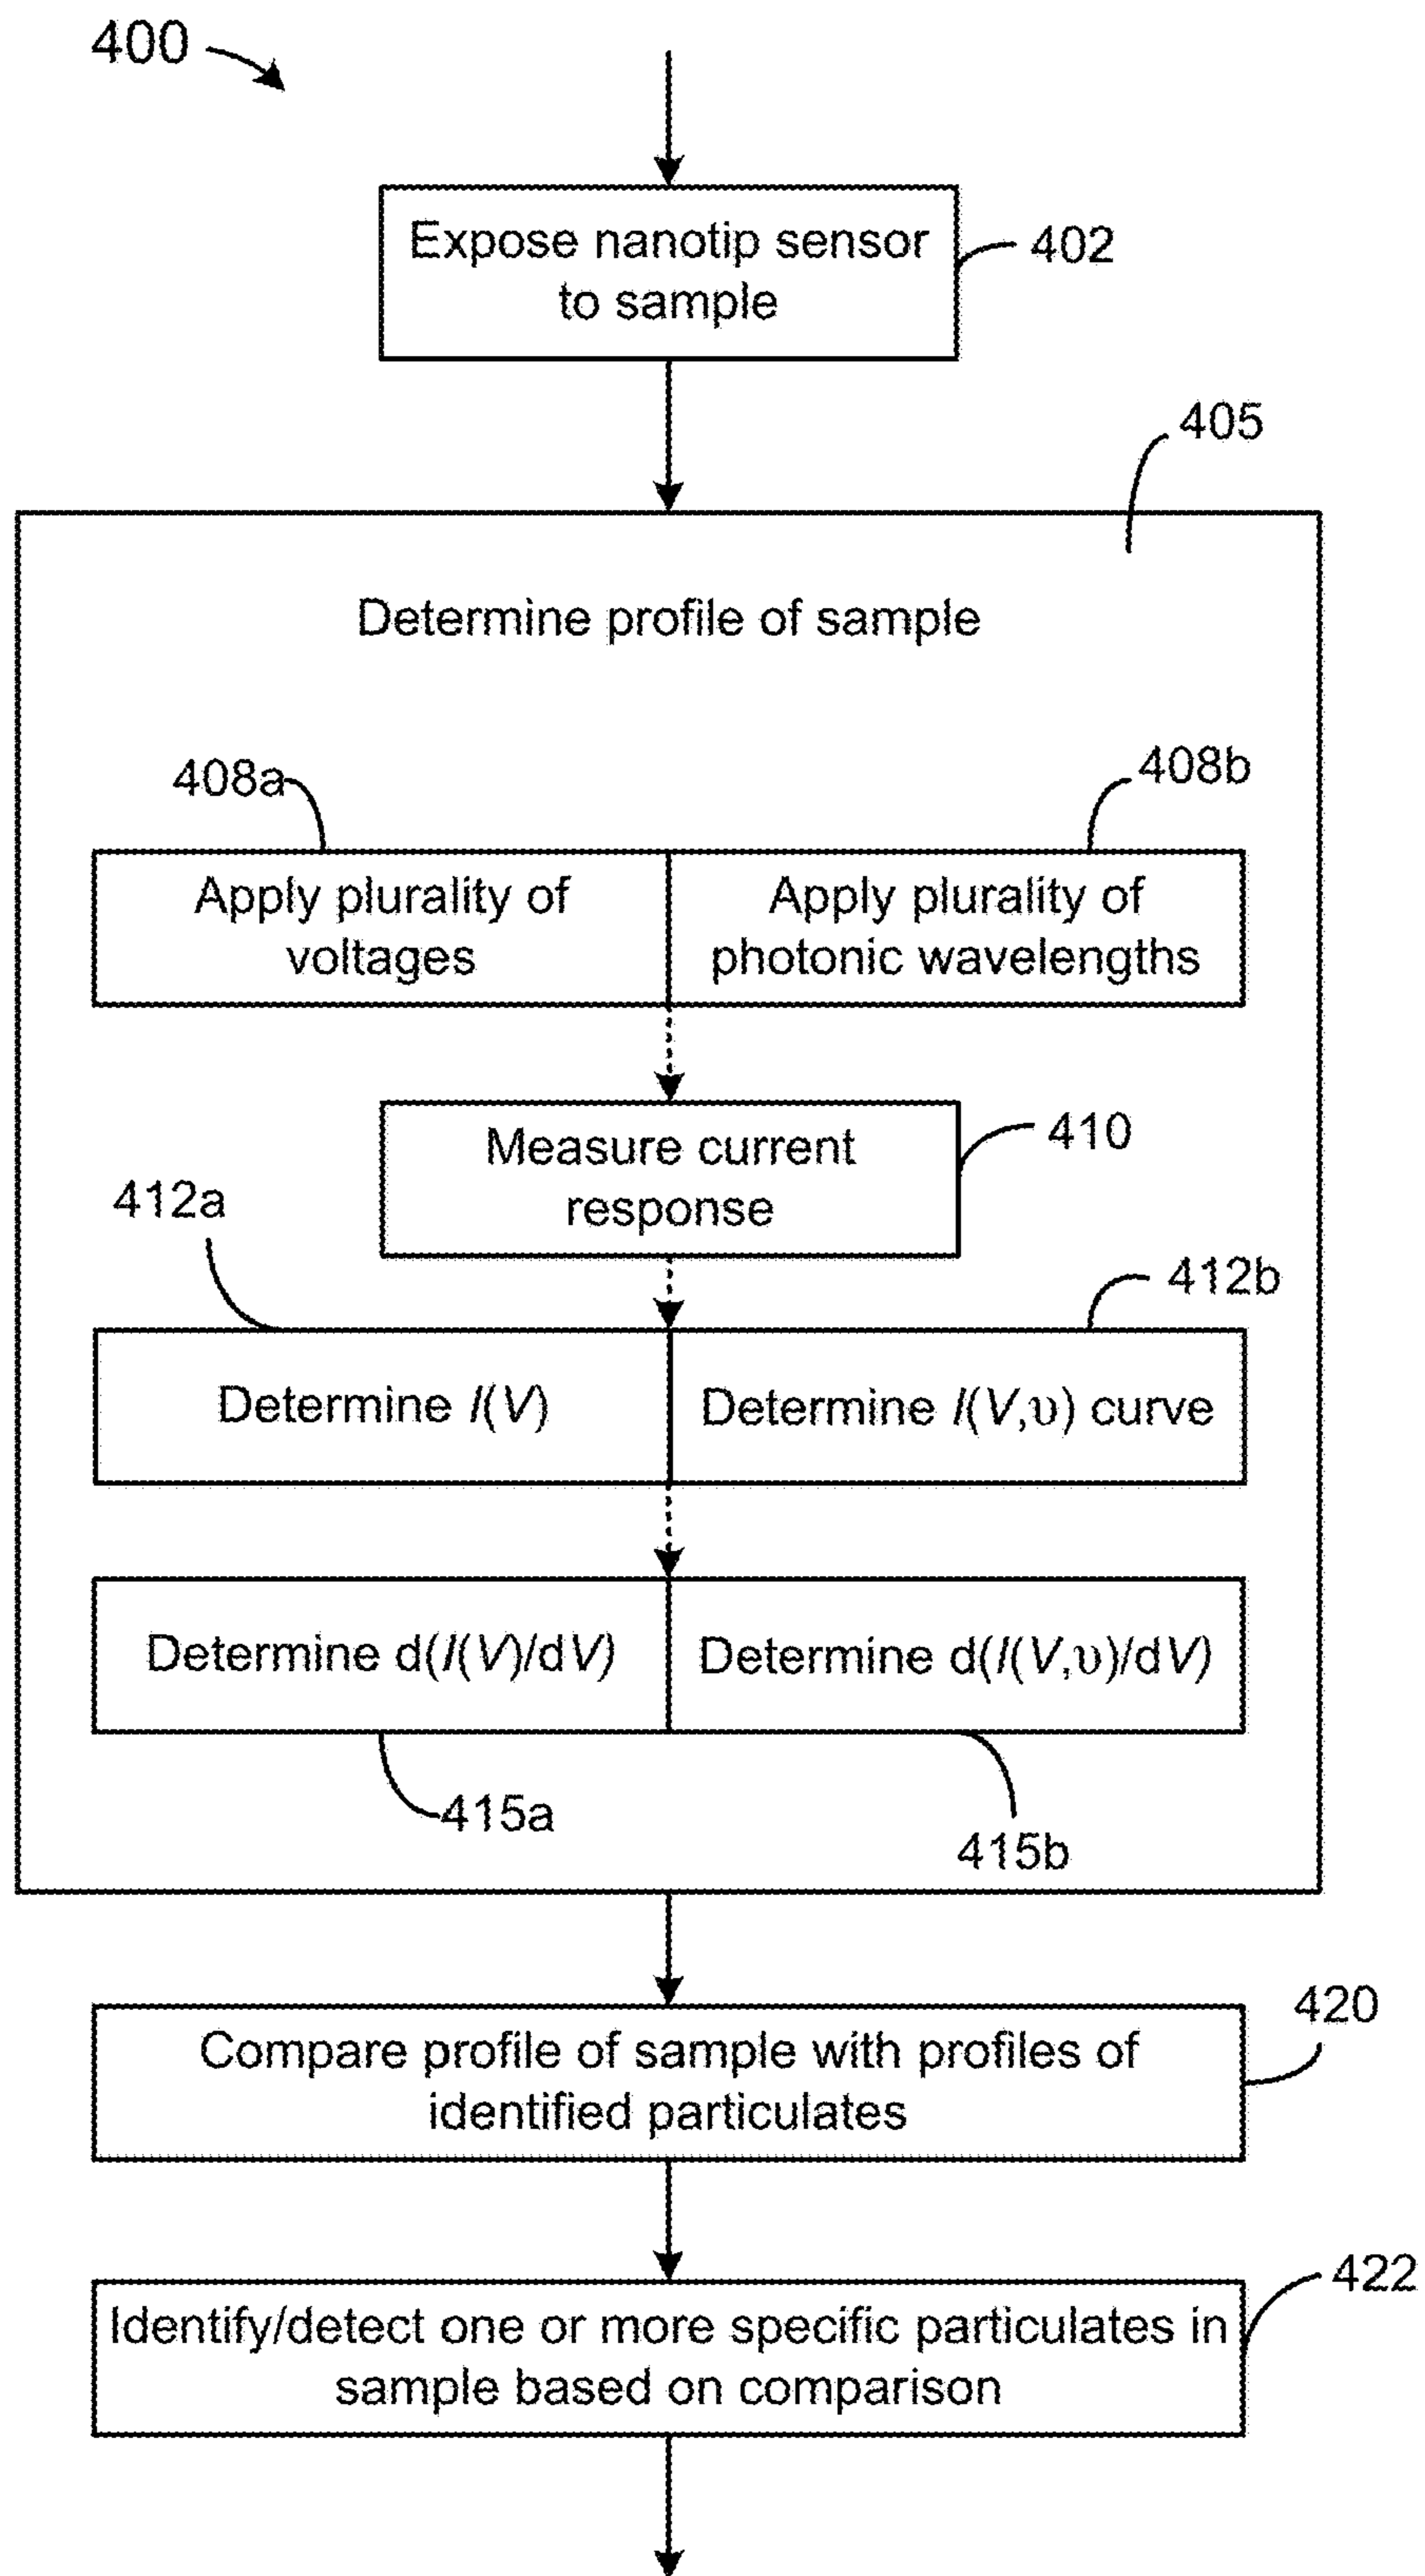 400
Expose nanotip sensor
to sample
402
405
Determine profile of sample
408a
408b
Apply plurality of
voltages
Apply plurality of
photonic wavelengths
Measure current
response
410
412a
412b
Determine I(V)
Determine I(V,υ) curve
Determine d(I(V)/dV)
Determine d(I(V,υ)/dV)
415a
415b
Compare profile of sample with profiles of
identified particulates
420
Identify/detect one or more specific particulates in
sample based on comparison
422